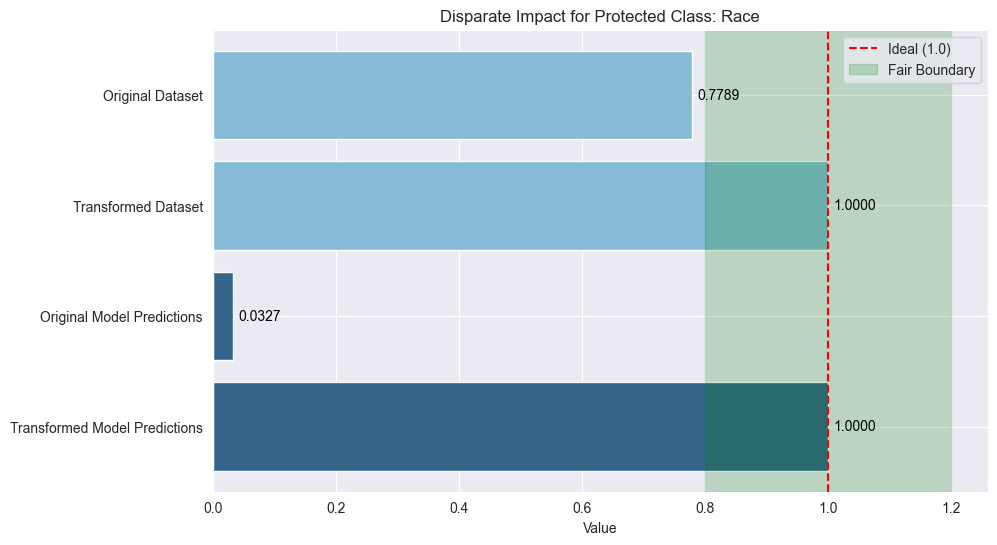 Disparate Impact for Protected Class: Race
Ideal (1.0)
Fair Boundary
Original Dataset
0.7789
Transformed Dataset
1.0000
Original Model Predictions
0.0327
Transformed Model Predictions
1.0000
0.0 0.2 0.4 0.6 0.8 1.0 1.2
Value